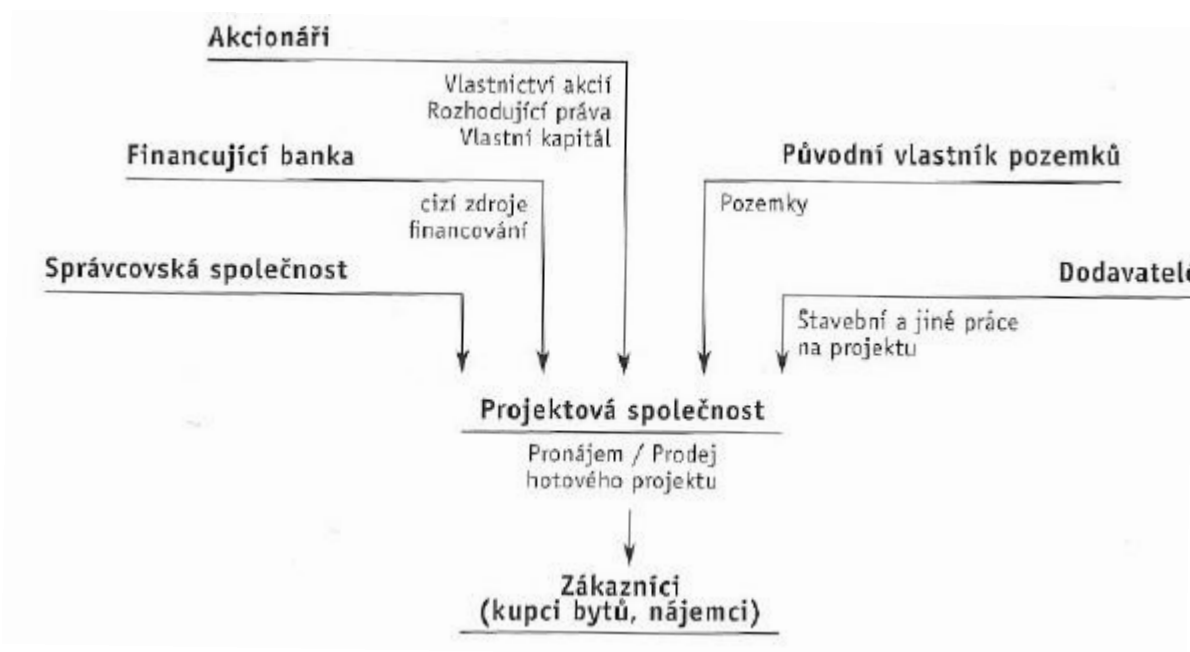 Akcionáři
Vlastnictví akcií
Rozhodující práva
Vlastní kapitál
Financující banka
Původní vlastník pozemků
cizí zdroje
financování
Pozemky
Správcovská společnost
Dodavatelé
Stavební a jiné práce
na projektu
Projektová společnost
Pronájem / Prodej
hotového projektu
Zákazníci
(kupci bytů, nájemci)